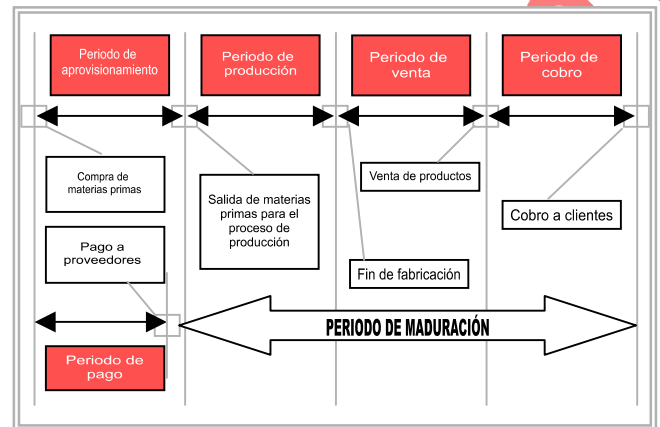 Periodo de
aprovisionamiento
Periodo de
producción
Periodo de
venta
Periodo de
cobro
Compra de
materias primas
Salida de materias
primas para el
proceso de
producción
Venta de productos
Cobro a clientes
Pago a
proveedores
Fin de fabricación
PERIODO DE MADURACIÓN
Periodo de
pago